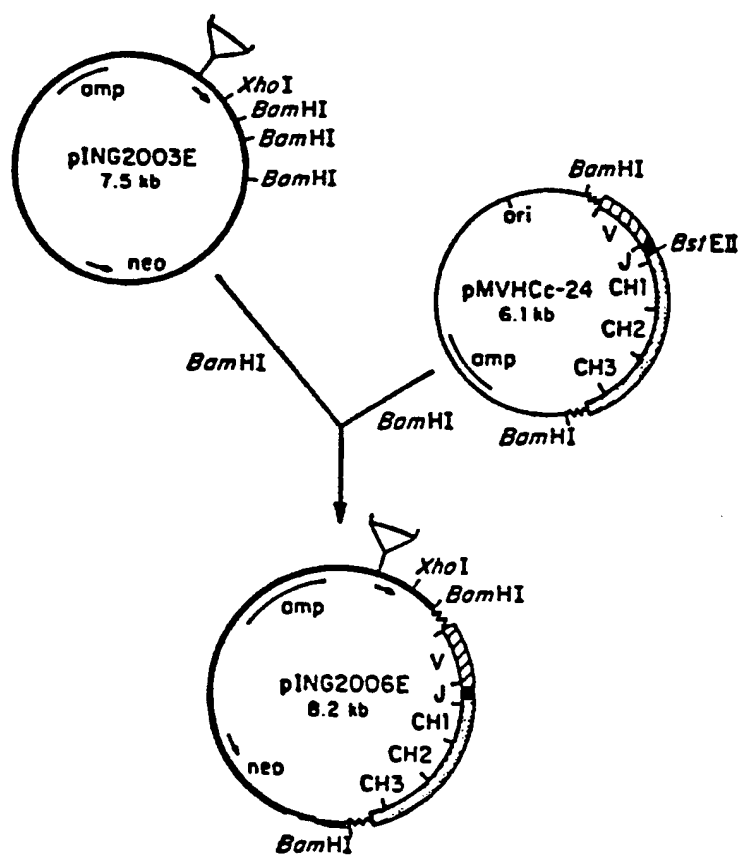 amp
XhoI
BamHI
BamHI
BamHI
pING2003E
7.5 kb
neo
BamHI
ori
V
BstEII
J
pMVHCc-24
6.1 kb
CH1
CH2
CH3
amp
BamHI
BamHI
BamHI
XhoI
BamHI
amp
V
pING2006E
8.2 kb
J
CH1
CH2
CH3
neo
BamHI